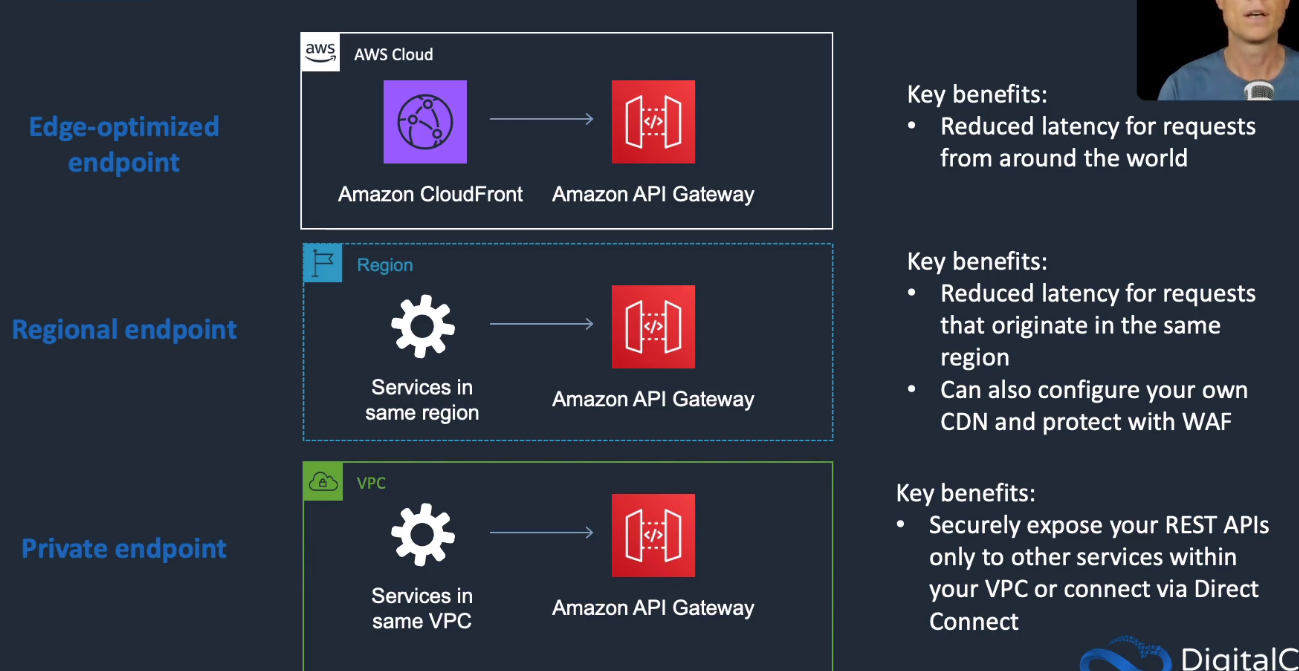 aws
AWS Cloud
Edge-optimized
endpoint
Amazon CloudFront
Amazon API Gateway
Key benefits:
• Reduced latency for requests
from around the world
Region
Regional endpoint
Services in
same region
Amazon API Gateway
Key benefits:
• Reduced latency for requests
that originate in the same
region
• Can also configure your own
CDN and protect with WAF
VPC
Private endpoint
Services in
same VPC
Amazon API Gateway
Key benefits:
• Securely expose your REST APIs
only to other services within
your VPC or connect via Direct
Connect
DigitalC